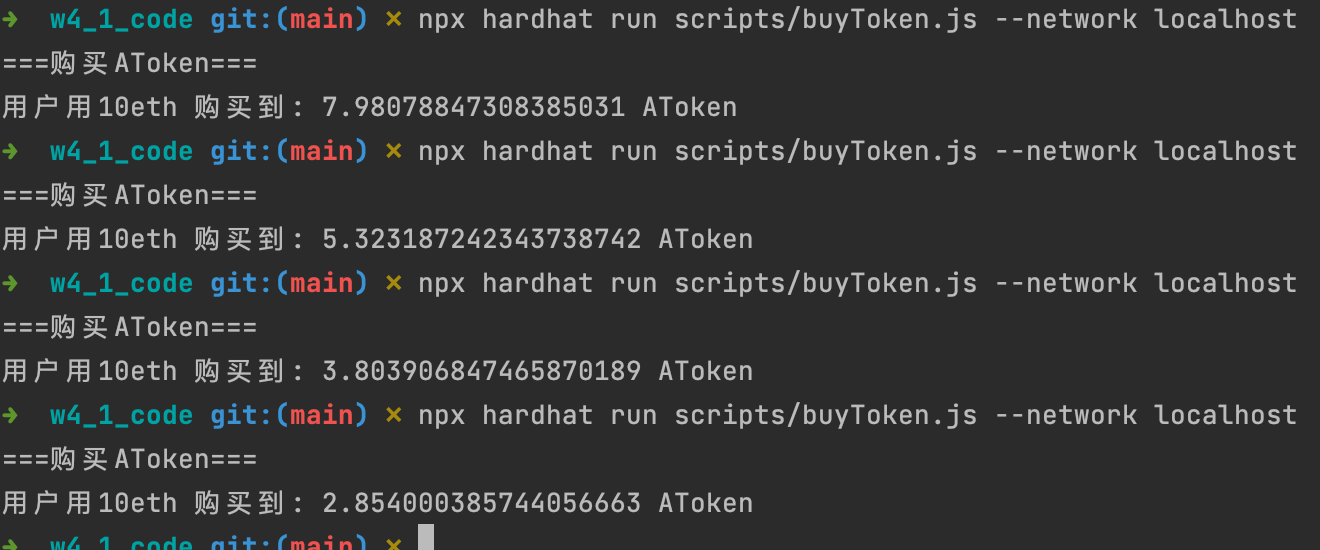 ➜  w4_1_code git:(main) ✗ npx hardhat run scripts/buyToken.js --network localhost
===购买AToken===
用户用10eth 购买到: 7.98078847308385031 AToken
➜  w4_1_code git:(main) ✗ npx hardhat run scripts/buyToken.js --network localhost
===购买AToken===
用户用10eth 购买到: 5.323187242343738742 AToken
➜  w4_1_code git:(main) ✗ npx hardhat run scripts/buyToken.js --network localhost
===购买AToken===
用户用10eth 购买到: 3.803906847465870189 AToken
➜  w4_1_code git:(main) ✗ npx hardhat run scripts/buyToken.js --network localhost
===购买AToken===
用户用10eth 购买到: 2.854000385744056663 AToken
➜  w4_1_code git:(main) ✗